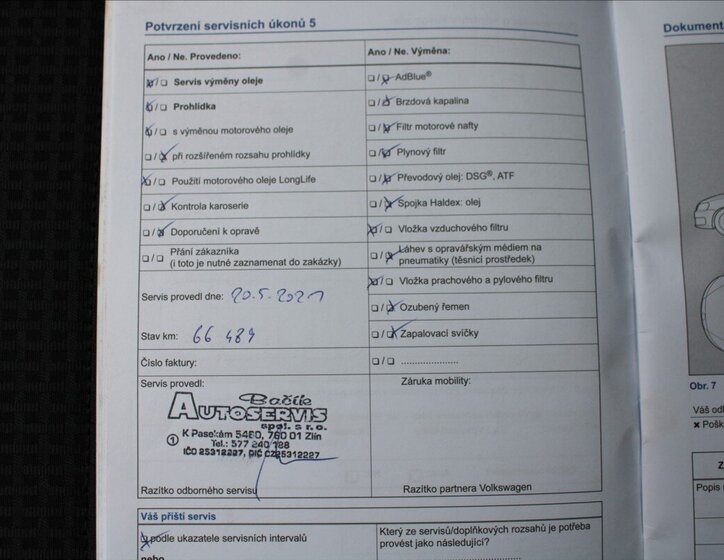 Potvrzení servisních úkonů 5
Ano / Ne. Provedeno:
Servis výměny oleje
Prohlídka
s výměnou motorového oleje
při rozšířeném rozsahu prohlídky
Použití motorového oleje LongLife
Kontrola karoserie
Doporučení k opravě
Přání zákazníka
(i toto je nutné zaznamenat do zakázky)
Servis provedl dne: 20.5.2021
Stav km: 66 489
Číslo faktury:
Servis provedl:
Bačík
AUTOSERVIS
spol. s r.o.
1 K Pasekám 5480, 760 01 Zlín
Tel.: 577 240 188
IČO 25312227, DIČ CZ25312227
Razítko odborného servisu
Ano / Ne. Výměna:
AdBlue®
Brzdová kapalina
Filtr motorové nafty
Plynový filtr
Převodový olej: DSG®, ATF
Spojka Haldex: olej
Vložka vzduchového filtru
Láhev s opravářským médiem na
pneumatiky (těsnicí prostředek)
Vložka prachového a pylového filtru
Ozubený řemen
Zapalovací svíčky
.....................
Záruka mobility:
Razítko partnera Volkswagen
Váš příští servis
podle ukazatele servisních intervalů
nebo
Který ze servisů/doplňkových rozsahů je potřeba
provést jako následující?
Dokument
Obr. 7
Váš od
Pošk
Z
Popis